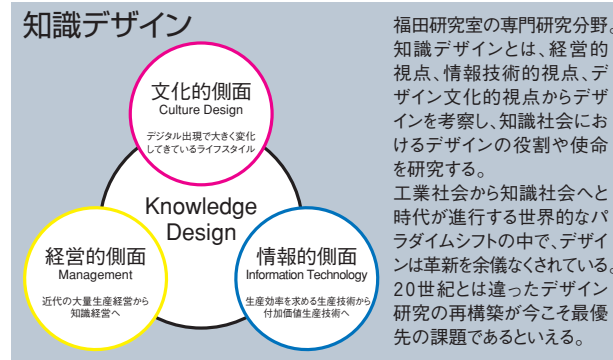 知識デザイン
文化的側面
Culture Design
デジタル出現で大きく変化
してきているライフスタイル
Knowledge
Design
経営的側面
Management
近代の大量生産経営から
知識経営へ
情報的側面
Information Technology
生産効率を求める生産技術から
付加価値生産技術へ
福田研究室の専門研究分野。
知識デザインとは、経営的
視点、情報技術的視点、デ
ザイン文化的視点からデザ
インを考察し、知識社会にお
けるデザインの役割や使命
を研究する。
工業社会から知識社会へと
時代が進行する世界的なパ
ラダイムシフトの中で、デザイ
ンは革新を余儀なくされている。
20世紀とは違ったデザイン
研究の再構築が今こそ最優
先の課題であるといえる。